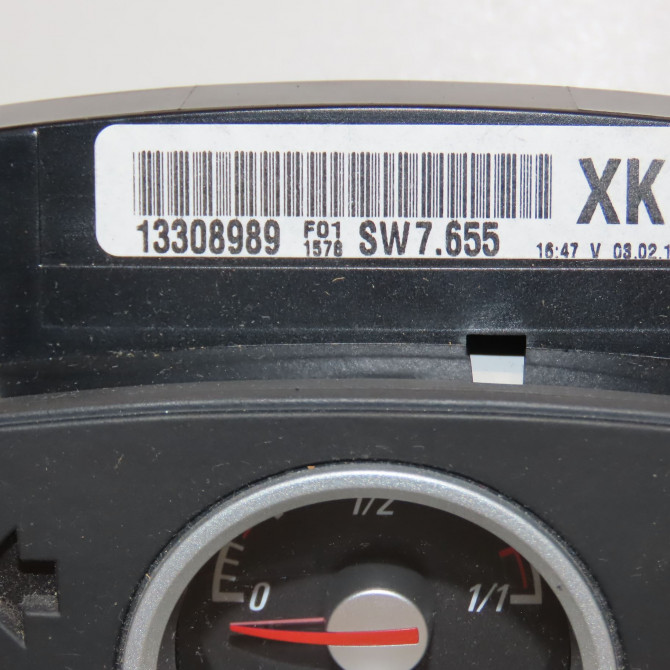 XK
13308989 F01 SW7.655
1578 16:47 V 03.02.1
1/2
0 1/1